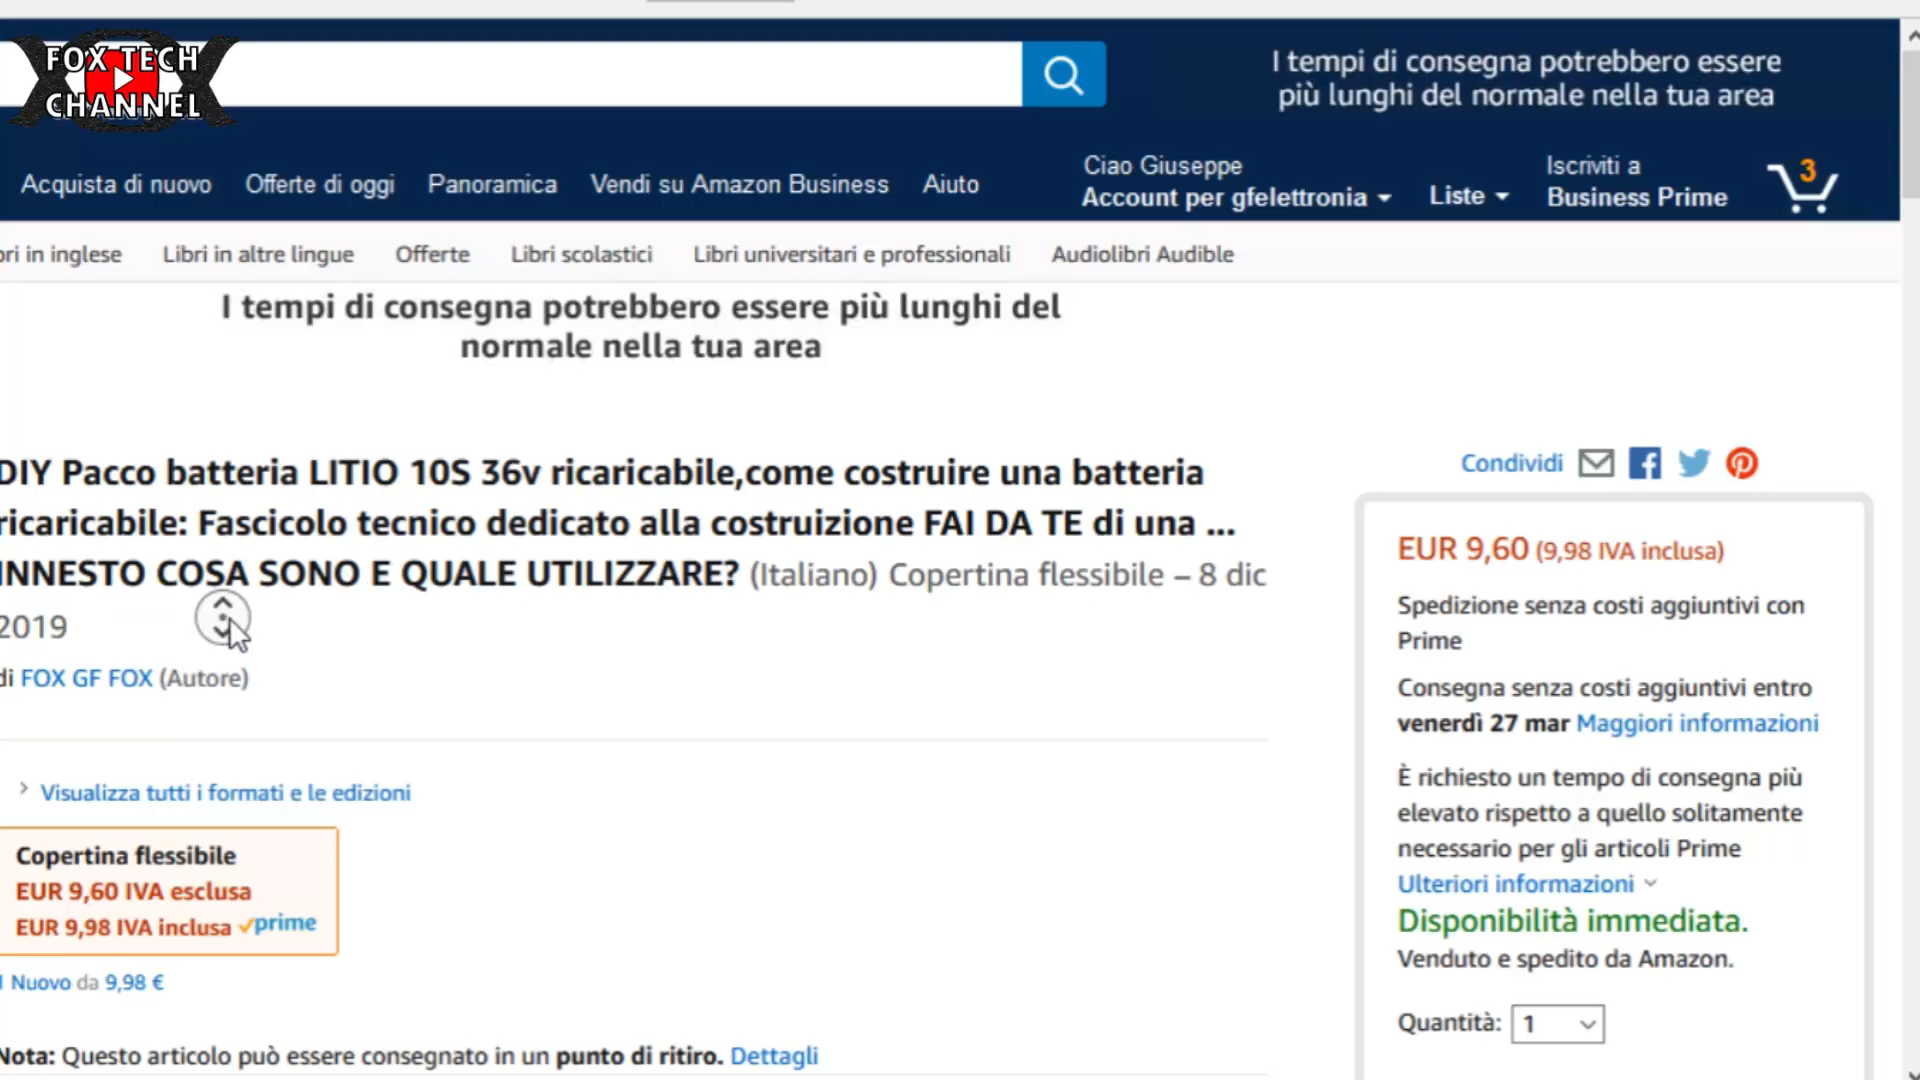 FOX TECH
CHANNEL
I tempi di consegna potrebbero essere
più lunghi del normale nella tua area
Acquista di nuovo Offerte di oggi Panoramica Vendi su Amazon Business Aiuto
Ciao Giuseppe
Account per gfelettronia
Liste
Iscriviti a
Business Prime
3
ori in inglese Libri in altre lingue Offerte Libri scolastici Libri universitari e professionali Audiolibri Audible
I tempi di consegna potrebbero essere più lunghi del
normale nella tua area
DIY Pacco batteria LITIO 10S 36v ricaricabile,come costruire una batteria
ricaricabile: Fascicolo tecnico dedicato alla costruizione FAI DA TE di una ...
INNESTO COSA SONO E QUALE UTILIZZARE? (Italiano) Copertina flessibile – 8 dic
2019
di FOX GF FOX (Autore)
Visualizza tutti i formati e le edizioni
Copertina flessibile
EUR 9,60 IVA esclusa
EUR 9,98 IVA inclusa prime
1 Nuovo da 9,98 €
Nota: Questo articolo può essere consegnato in un punto di ritiro. Dettagli
Condividi
EUR 9,60 (9,98 IVA inclusa)
Spedizione senza costi aggiuntivi con
Prime
Consegna senza costi aggiuntivi entro
venerdì 27 mar Maggiori informazioni
È richiesto un tempo di consegna più
elevato rispetto a quello solitamente
necessario per gli articoli Prime
Ulteriori informazioni
Disponibilità immediata.
Venduto e spedito da Amazon.
Quantità: 1